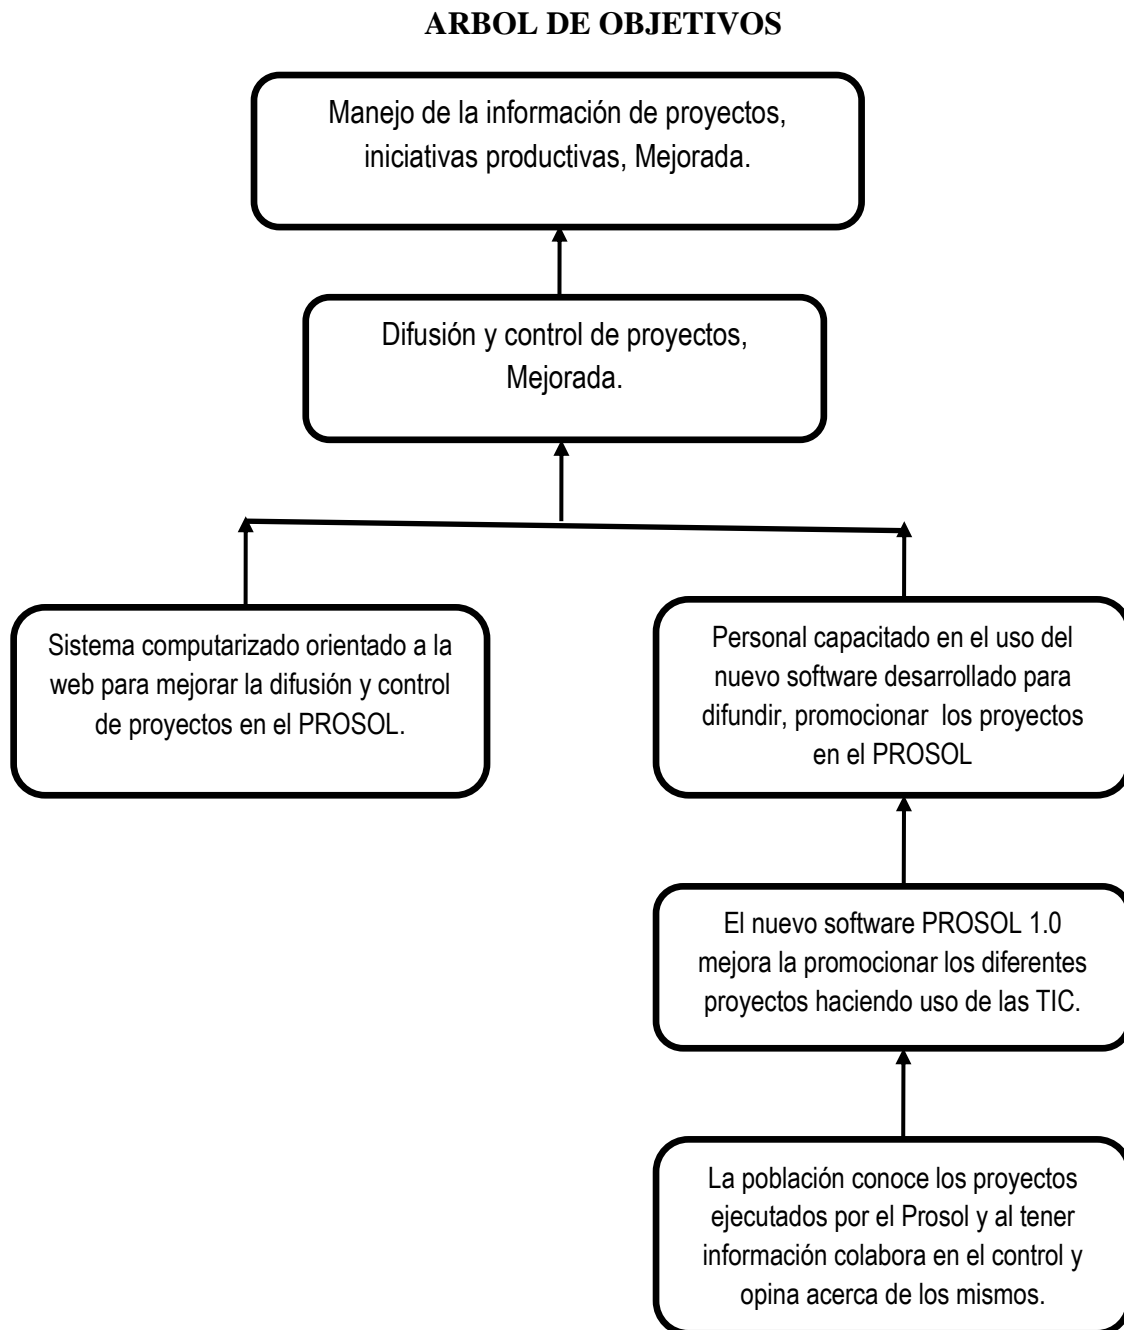 ARBOL DE OBJETIVOS
Manejo de la información de proyectos,
iniciativas productivas, Mejorada.
Difusión y control de proyectos,
Mejorada.
Sistema computarizado orientado a la
web para mejorar la difusión y control
de proyectos en el PROSOL.
Personal capacitado en el uso del
nuevo software desarrollado para
difundir, promocionar los proyectos
en el PROSOL
El nuevo software PROSOL 1.0
mejora la promocionar los diferentes
proyectos haciendo uso de las TIC.
La población conoce los proyectos
ejecutados por el Prosol y al tener
información colabora en el control y
opina acerca de los mismos.